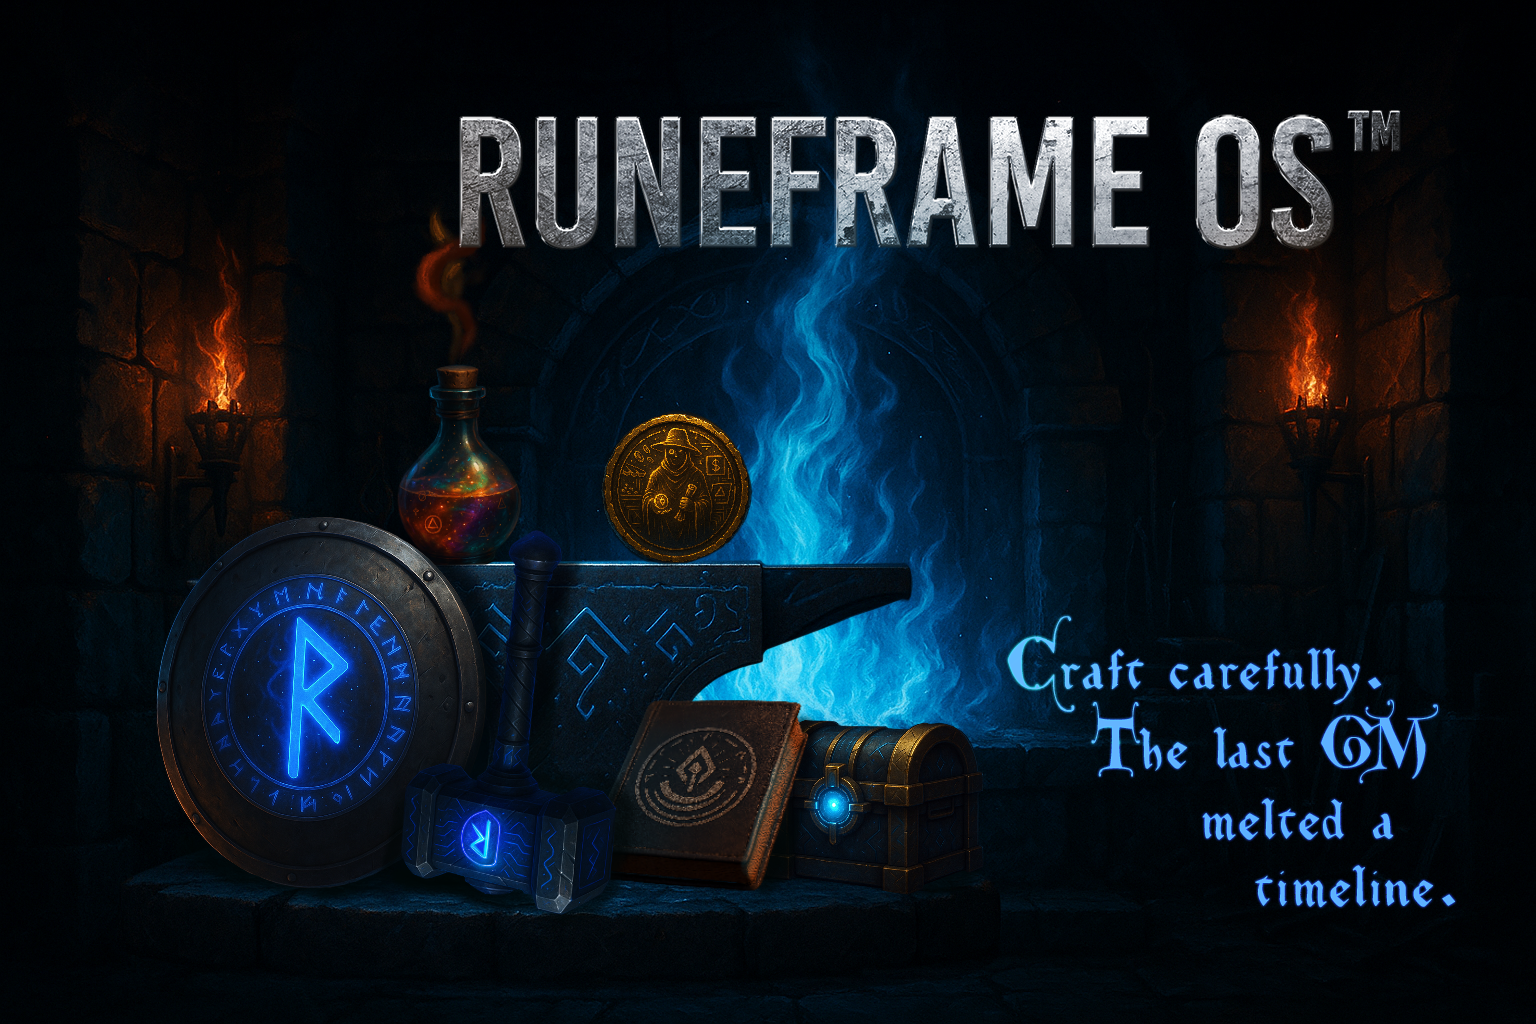 RUNEFRAME OS™
Craft carefully.
The last GM
melted a
timeline.
$
ᚱ
ᚱ